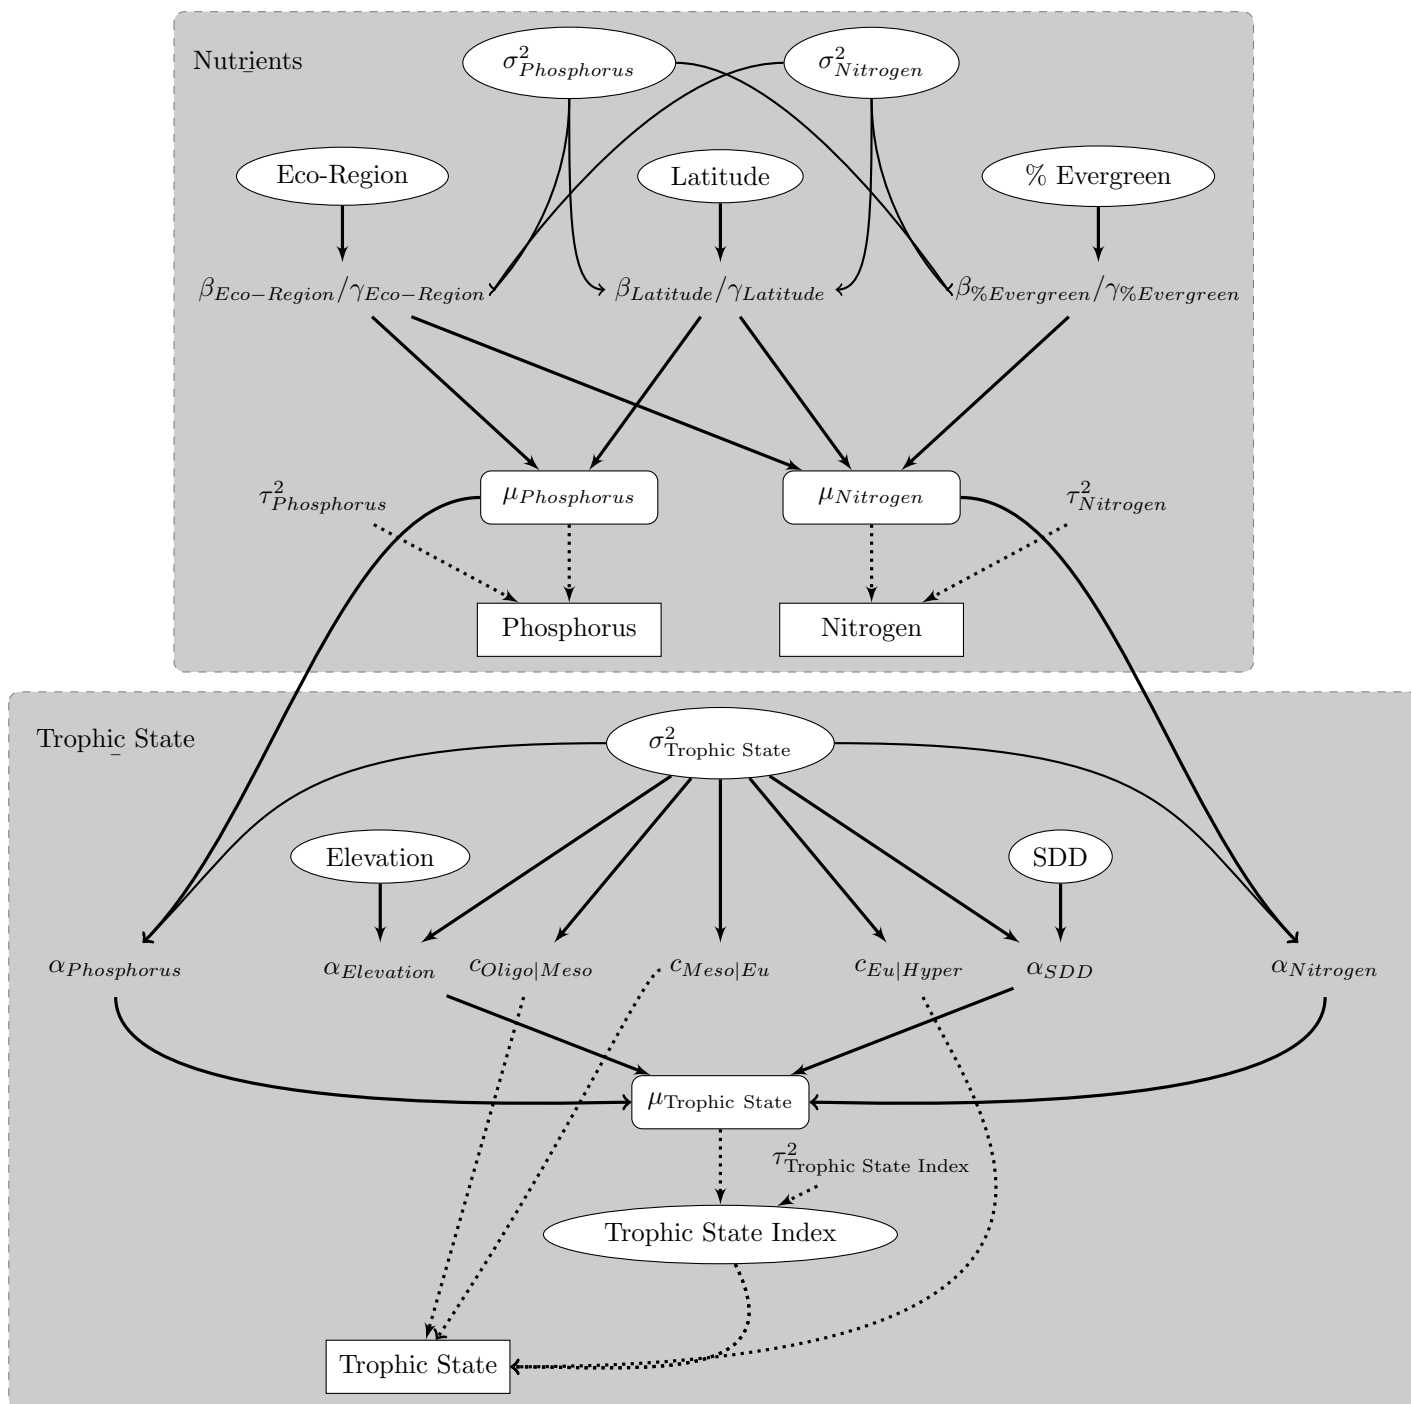 Nutrients
σ²_Phosphorus
σ²_Nitrogen
Eco-Region
Latitude
% Evergreen
β_Eco−Region/γ_Eco−Region
β_Latitude/γ_Latitude
β_%Evergreen/γ_%Evergreen
τ²_Phosphorus
μ_Phosphorus
μ_Nitrogen
τ²_Nitrogen
Phosphorus
Nitrogen
Trophic State
σ²_Trophic State
Elevation
SDD
α_Phosphorus
α_Elevation
c_Oligo|Meso
c_Meso|Eu
c_Eu|Hyper
α_SDD
α_Nitrogen
μ_Trophic State
τ²_Trophic State Index
Trophic State Index
Trophic State